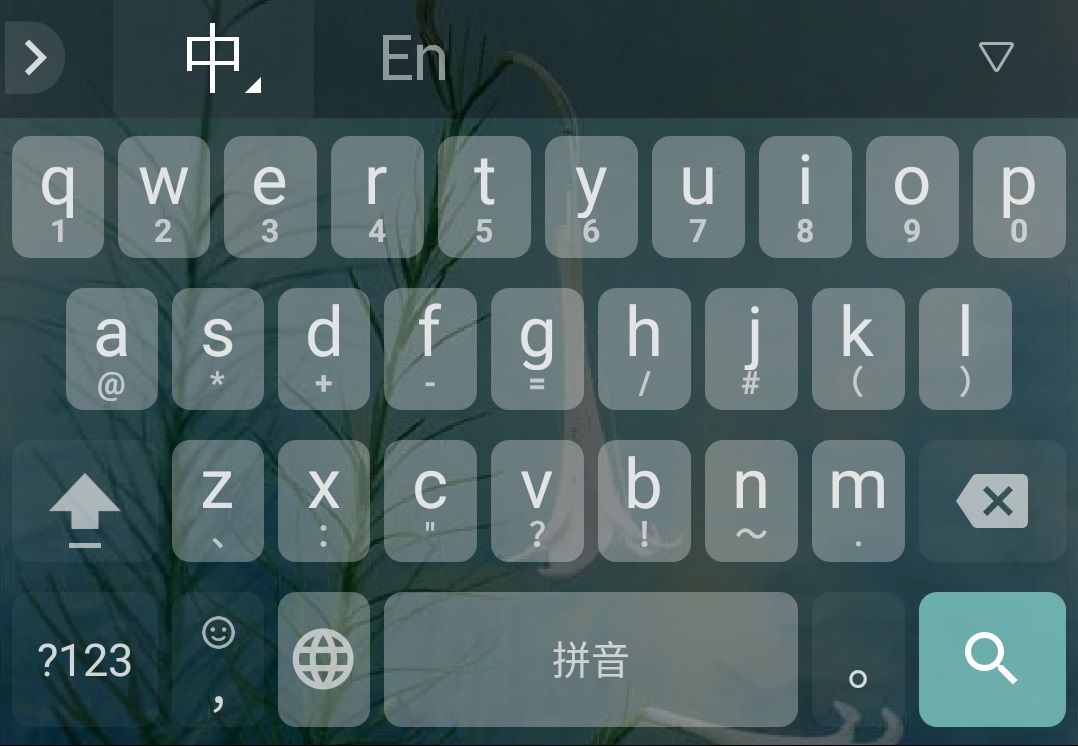 中 En
q w e r t y u i o p
1 2 3 4 5 6 7 8 9 0
a s d f g h j k l
@ * + - = / # ( )
z x c v b n m
、 : " ? ! ～ .
?123 , 拼音 。